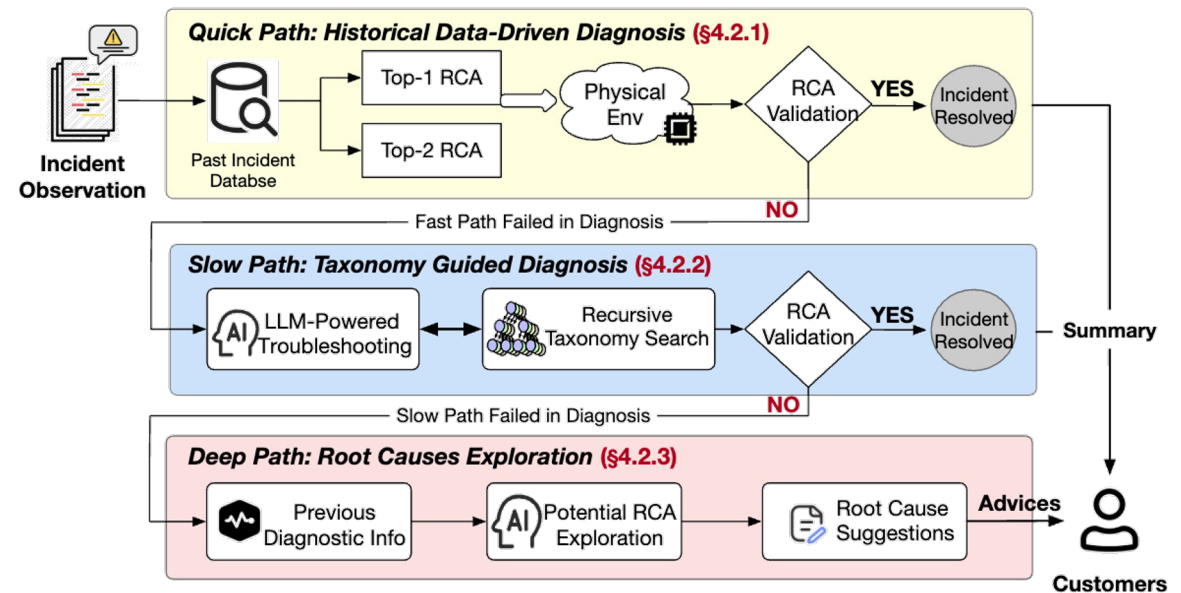 Quick Path: Historical Data-Driven Diagnosis (§4.2.1)
Incident
Observation
Past Incident
Databse
Top-1 RCA
Top-2 RCA
Physical
Env
RCA
Validation
YES
Incident
Resolved
NO
Fast Path Failed in Diagnosis
Slow Path: Taxonomy Guided Diagnosis (§4.2.2)
AI
LLM-Powered
Troubleshooting
Recursive
Taxonomy Search
RCA
Validation
YES
Incident
Resolved
Summary
NO
Slow Path Failed in Diagnosis
Deep Path: Root Causes Exploration (§4.2.3)
Previous
Diagnostic Info
AI
Potential RCA
Exploration
Root Cause
Suggestions
Advices
Customers